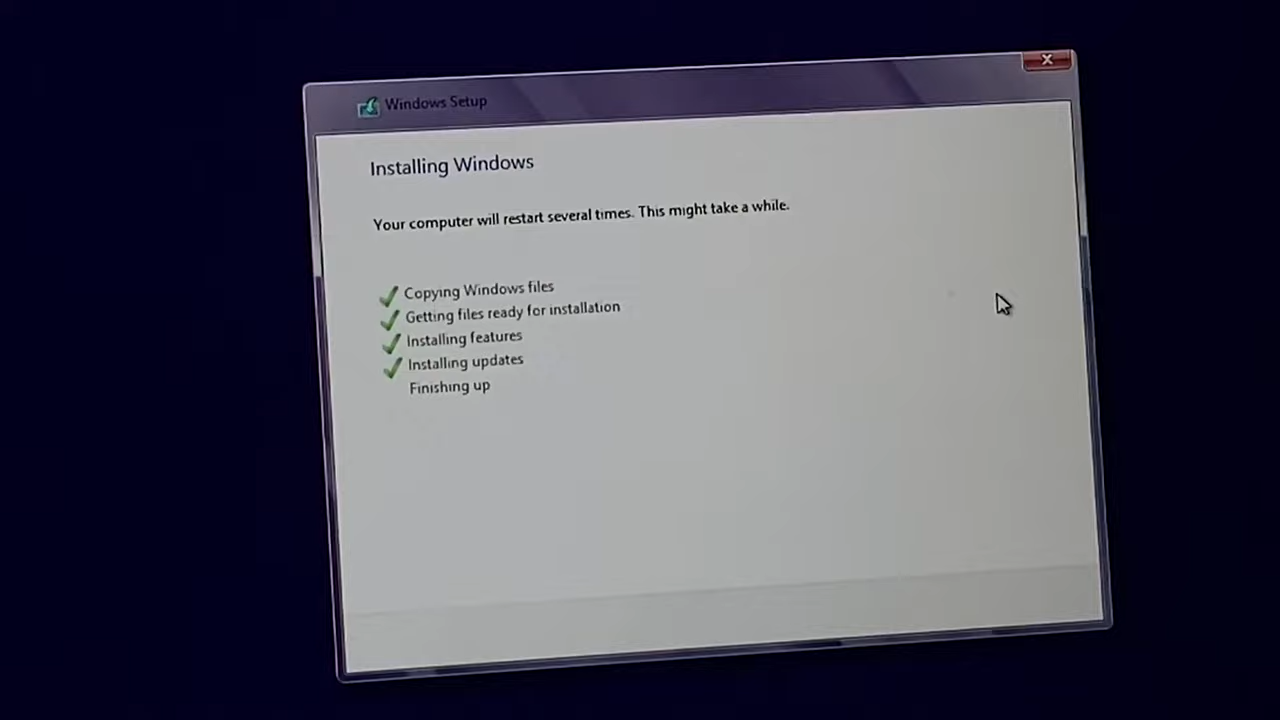 Windows Setup
Installing Windows
Your computer will restart several times. This might take a while.
Copying Windows files
Getting files ready for installation
Installing features
Installing updates
Finishing up